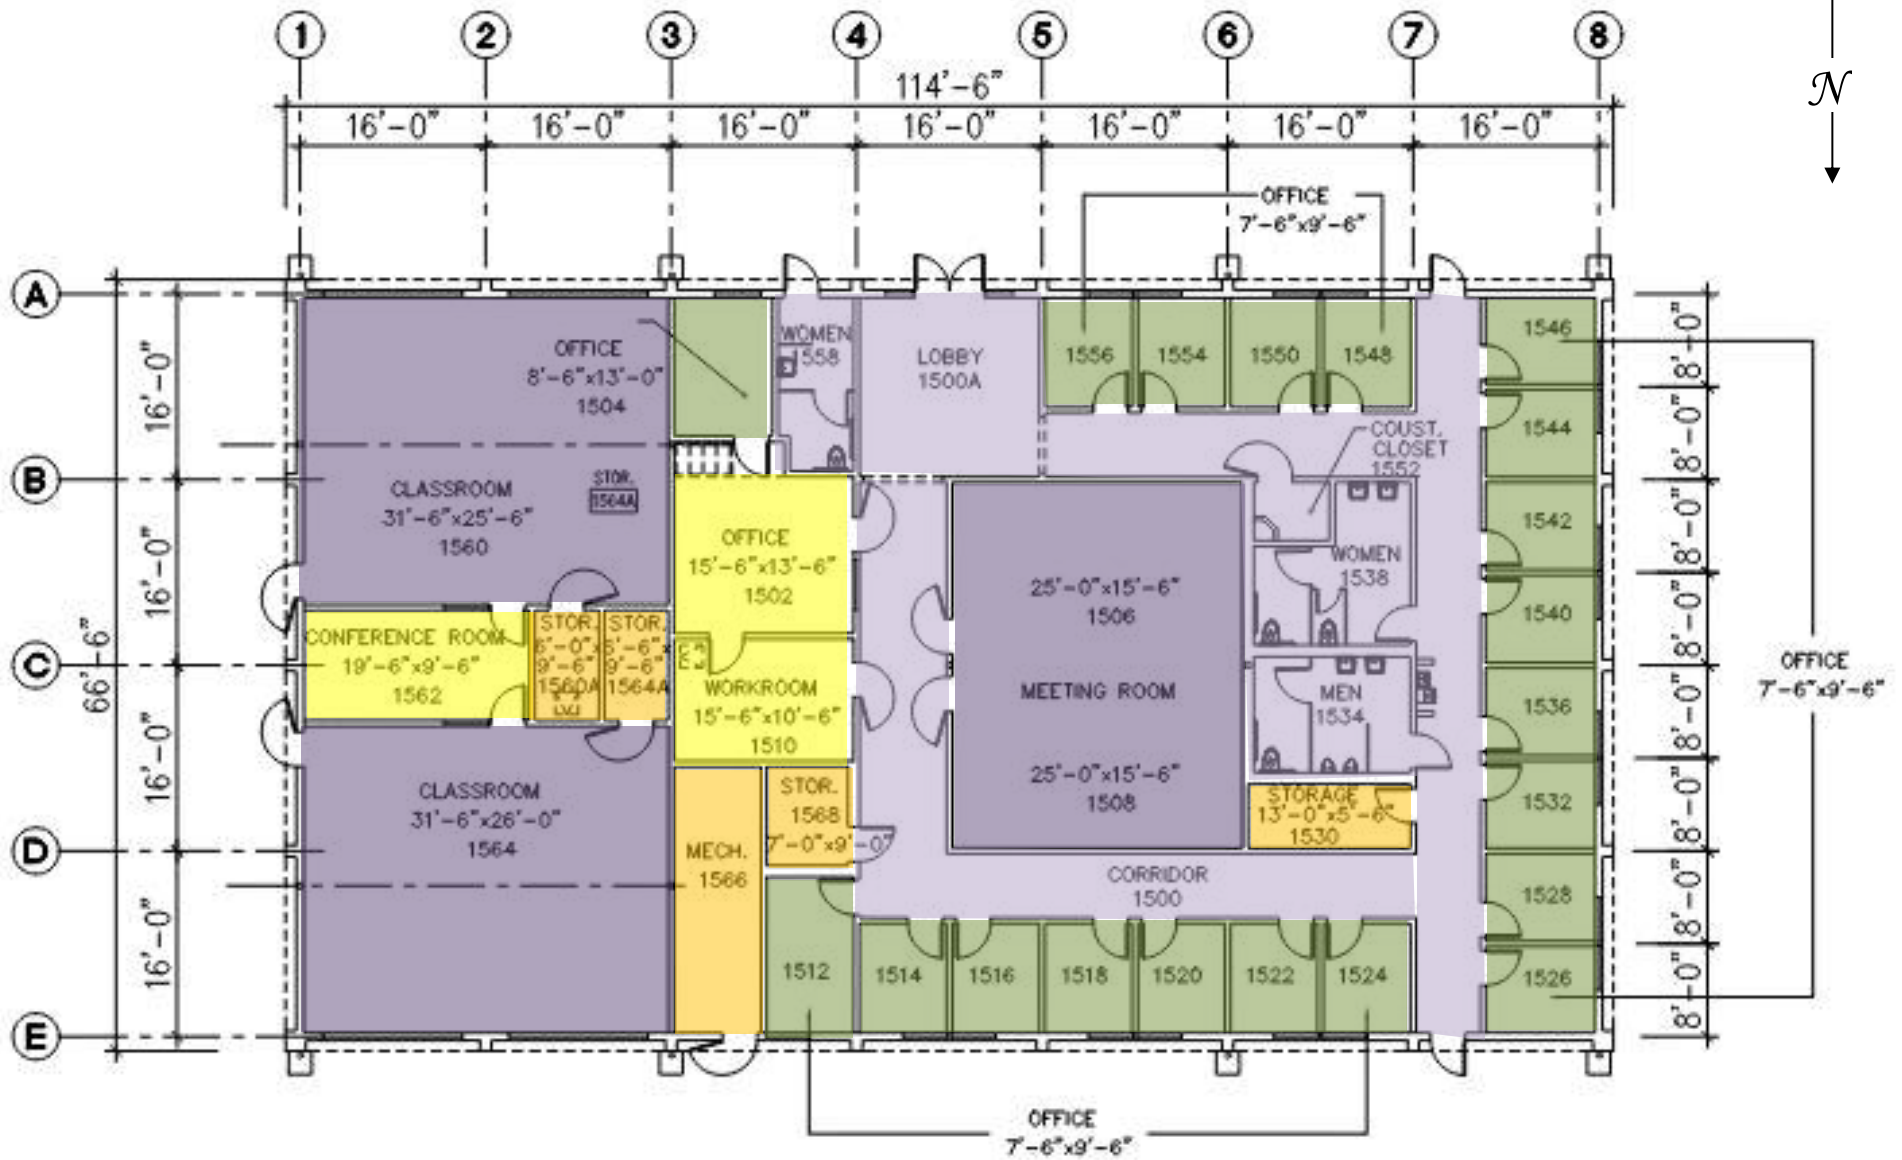 1 2 3 4 5 6 7 8
114'-6"
N
16'-0" 16'-0" 16'-0" 16'-0" 16'-0" 16'-0" 16'-0"
OFFICE
7'-6"x9'-6"
A
B
C
D
E
66'-6"
16'-0"
16'-0"
16'-0"
16'-0"
OFFICE
8'-6"x13'-0"
1504
WOMEN
1558
LOBBY
1500A
1556
1554
1550
1548
1546
1544
1542
1540
1536
1532
1528
1526
COUST.
CLOSET
1552
CLASSROOM
31'-6"x25'-6"
1560
STOR.
1564A
OFFICE
15'-6"x13'-6"
1502
25'-0"x15'-6"
1506
MEETING ROOM
25'-0"x15'-6"
1508
WOMEN
1538
MEN
1534
CONFERENCE ROOM
19'-6"x9'-6"
1562
STOR.
6'-0"x
9'-6"
1560A
STOR.
5'-6"x
9'-6"
1564A
WORKROOM
15'-6"x10'-6"
1510
CLASSROOM
31'-6"x26'-0"
1564
MECH.
1566
STOR.
1568
7'-0"x9'-0"
STORAGE
13'-0"x5'-6"
1530
CORRIDOR
1500
1512
1514
1516
1518
1520
1522
1524
8'-0"
8'-0"
8'-0"
8'-0"
8'-0"
8'-0"
8'-0"
8'-0"
OFFICE
7'-6"x9'-6"
OFFICE
7'-6"x9'-6"